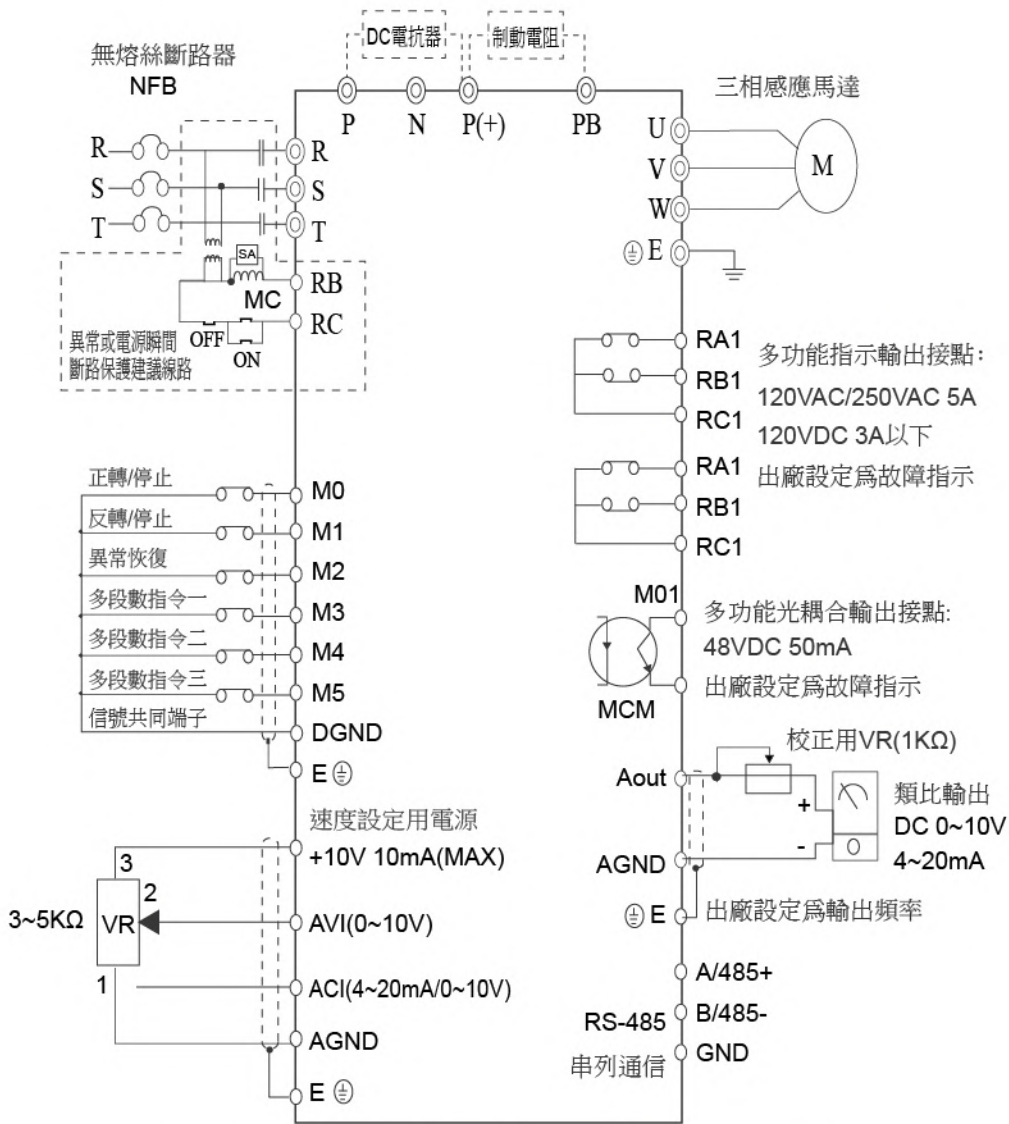 DC電抗器
制動電阻
無熔絲斷路器
NFB
P
N
P(+)
PB
三相感應馬達
R
S
T
R
S
T
U
V
W
E
M
SA
MC
RB
RC
OFF
ON
異常或電源瞬間
斷路保護建議線路
RA1
RB1
RC1
RA1
RB1
RC1
多功能指示輸出接點:
120VAC/250VAC 5A
120VDC 3A以下
出廠設定爲故障指示
正轉/停止
反轉/停止
異常恢復
多段數指令一
多段數指令二
多段數指令三
信號共同端子
M0
M1
M2
M3
M4
M5
DGND
E
M01
MCM
多功能光耦合輸出接點:
48VDC 50mA
出廠設定爲故障指示
校正用VR(1KΩ)
Aout
+
-
0
類比輸出
DC 0~10V
4~20mA
AGND
E
出廠設定爲輸出頻率
速度設定用電源
+10V 10mA(MAX)
3
2
3~5KΩ
VR
1
AVI(0~10V)
ACI(4~20mA/0~10V)
AGND
E
A/485+
RS-485
B/485-
串列通信
GND